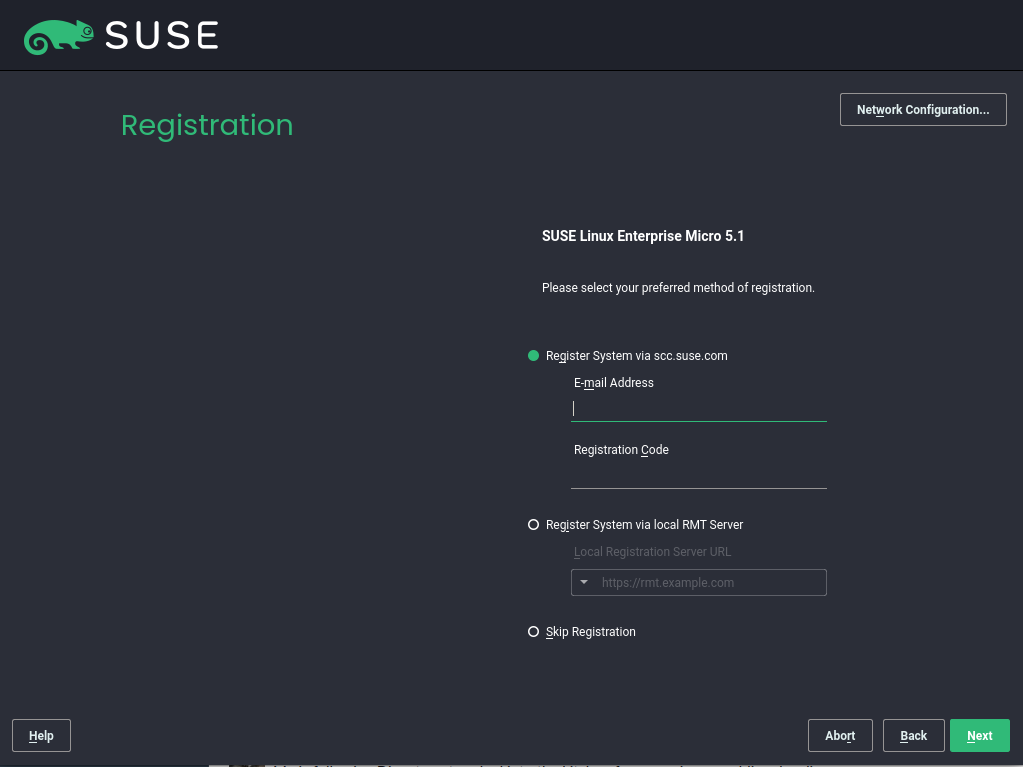 SUSE
Registration
Network Configuration...
SUSE Linux Enterprise Micro 5.1
Please select your preferred method of registration.
Register System via scc.suse.com
E-mail Address
Registration Code
Register System via local RMT Server
Local Registration Server URL
https://rmt.example.com
Skip Registration
Help
Abort
Back
Next